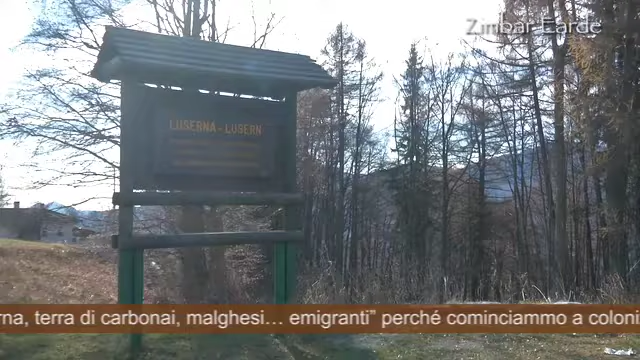 Zimbar Earde
LUSERNA - LUSERN
rna, terra di carbonai, malghesi... emigranti” perché cominciammo a coloni